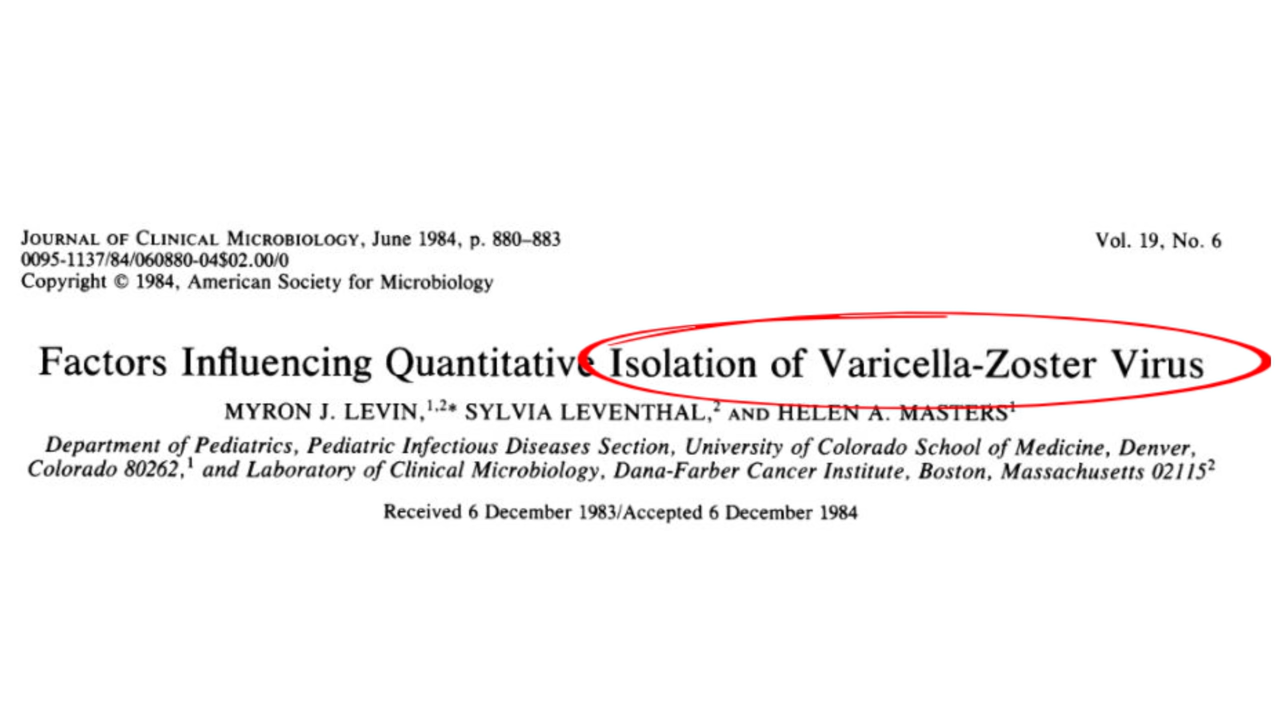 JOURNAL OF CLINICAL MICROBIOLOGY, June 1984, p. 880–883
Vol. 19, No. 6
0095-1137/84/060880-04$02.00/0
Copyright © 1984, American Society for Microbiology
Factors Influencing Quantitative Isolation of Varicella-Zoster Virus
MYRON J. LEVIN,1,2* SYLVIA LEVENTHAL,2 AND HELEN A. MASTERS1
Department of Pediatrics, Pediatric Infectious Diseases Section, University of Colorado School of Medicine, Denver,
Colorado 80262,1 and Laboratory of Clinical Microbiology, Dana-Farber Cancer Institute, Boston, Massachusetts 021152
Received 6 December 1983/Accepted 6 December 1984